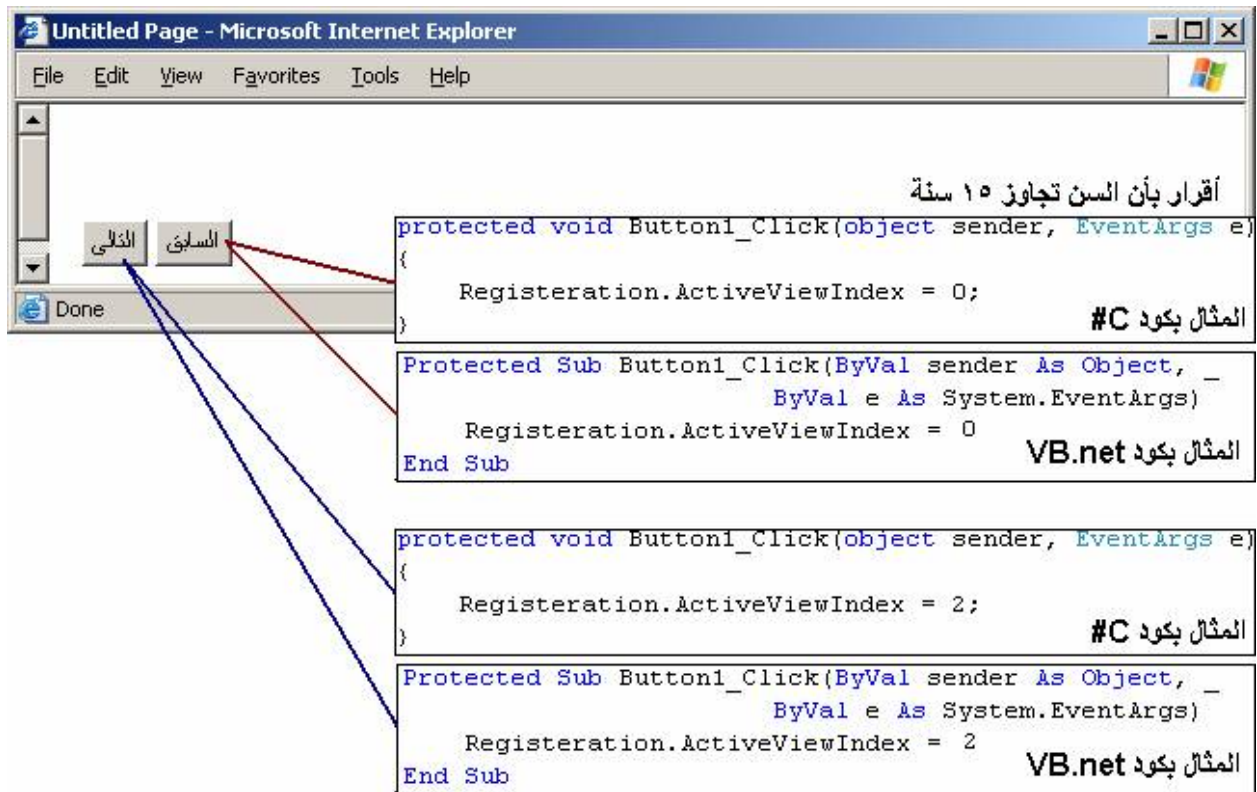 Untitled Page - Microsoft Internet Explorer
File Edit View Favorites Tools Help
أقرار بأن السن تجاوز ١٥ سنة
السابق
التالى
Done
protected void Button1_Click(object sender, EventArgs e)
{
Registeration.ActiveViewIndex = 0;
}
المثال بكود C#
Protected Sub Button1_Click(ByVal sender As Object, _
ByVal e As System.EventArgs)
Registeration.ActiveViewIndex = 0
End Sub
المثال بكود VB.net
protected void Button1_Click(object sender, EventArgs e)
{
Registeration.ActiveViewIndex = 2;
}
المثال بكود C#
Protected Sub Button1_Click(ByVal sender As Object, _
ByVal e As System.EventArgs)
Registeration.ActiveViewIndex = 2
End Sub
المثال بكود VB.net